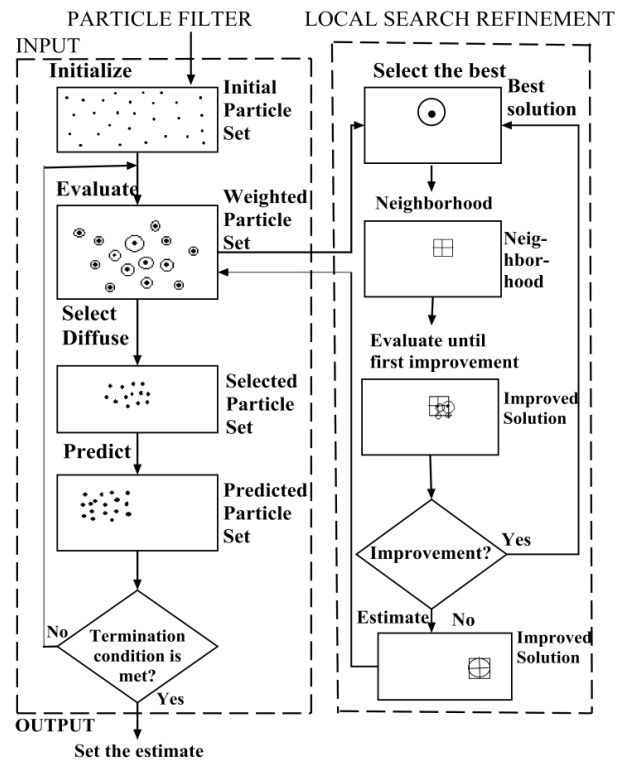 PARTICLE FILTER
LOCAL SEARCH REFINEMENT
INPUT
Initialize
Initial
Particle
Set
Evaluate
Weighted
Particle
Set
Select
Diffuse
Selected
Particle
Set
Predict
Predicted
Particle
Set
No
Termination
condition is
met?
Yes
OUTPUT
Set the estimate
Select the best
Best
solution
Neighborhood
Neig-
hbor-
hood
Evaluate until
first improvement
Improved
Solution
Improvement?
Yes
Estimate
No
Improved
Solution